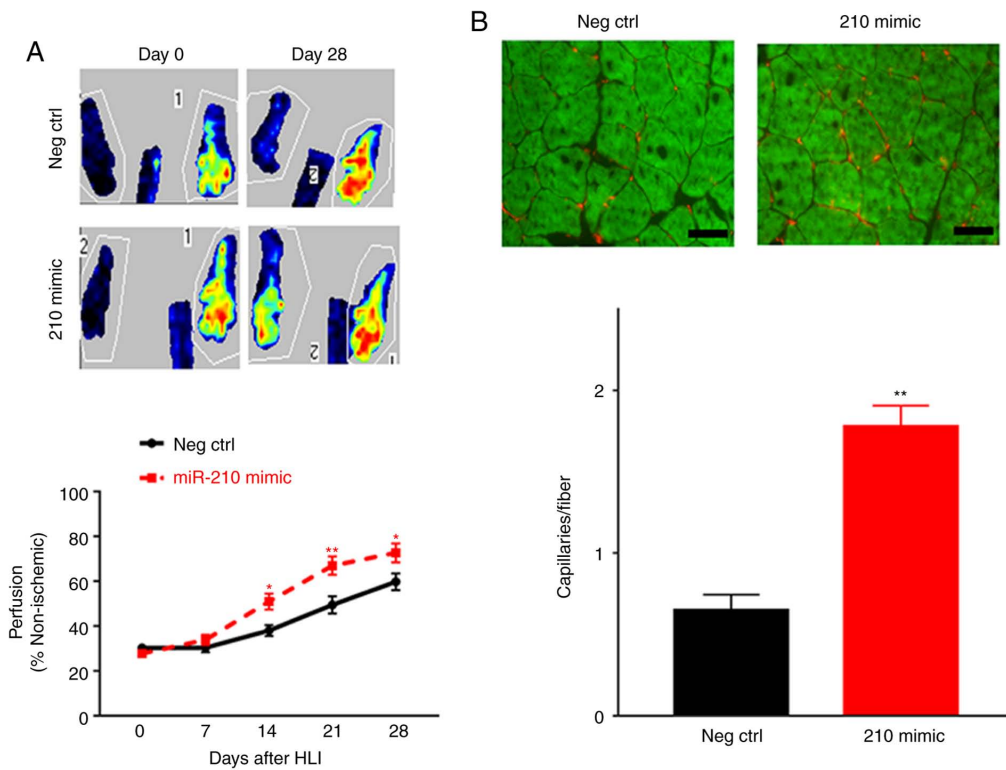 A
Day 0
Day 28
Neg ctrl
1
2
210 mimic
2
1
2
1
Neg ctrl
miR-210 mimic
Perfusion
(% Non-ischemic)
100
80
60
40
20
0
*
**
*
0 7 14 21 28
Days after HLI
B
Neg ctrl
210 mimic
Capillaries/fiber
2
1
0
**
Neg ctrl
210 mimic